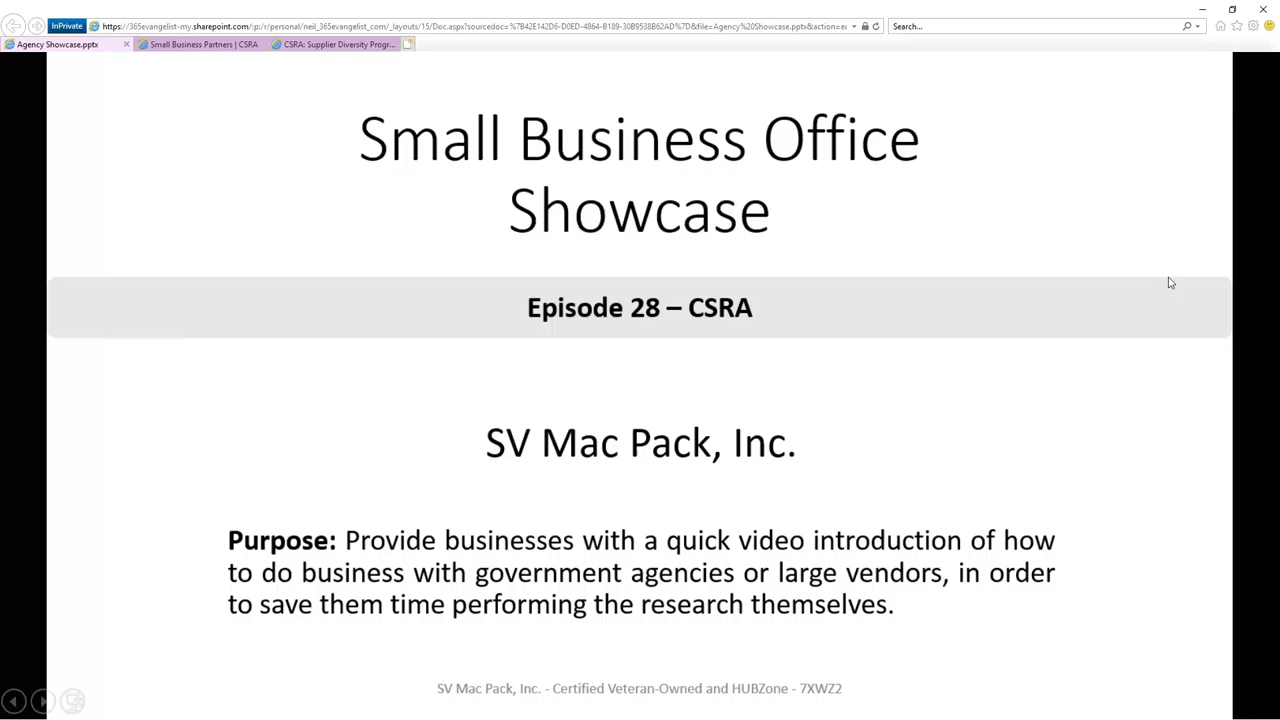 InPrivate
https://365evangelist-my.sharepoint.com/:p:/r/personal/neil_365evangelist_com/_layouts/15/Doc.aspx?sourcedoc=%7B42E142D6-D0ED-4864-B189-30B9538B62AD%7D&file=Agency%20Showcase.pptx&action=ec
Search...
Agency Showcase.pptx
Small Business Partners | CSRA
CSRA: Supplier Diversity Progr...
Small Business Office
Showcase
Episode 28 – CSRA
SV Mac Pack, Inc.
Purpose: Provide businesses with a quick video introduction of how
to do business with government agencies or large vendors, in order
to save them time performing the research themselves.
SV Mac Pack, Inc. - Certified Veteran-Owned and HUBZone - 7XWZ2